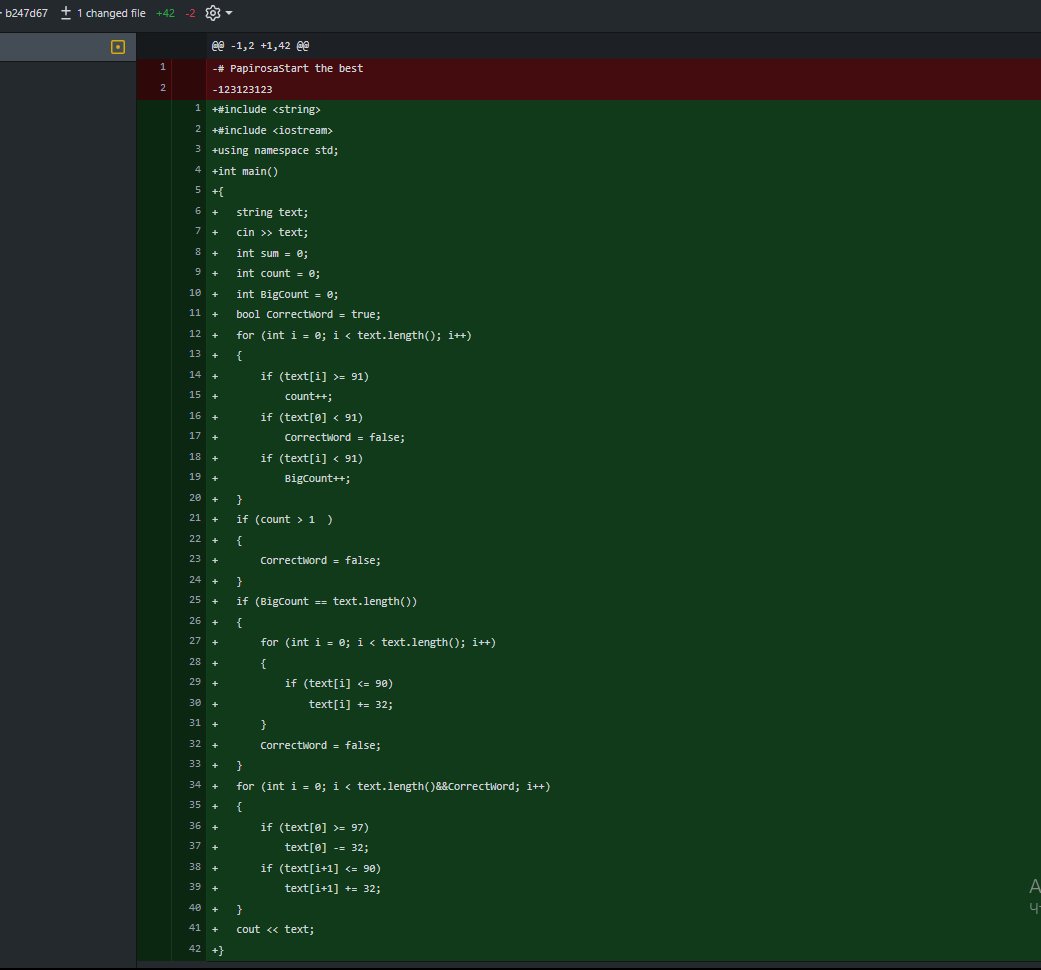 b247d67 1 changed file +42 -2
@@ -1,2 +1,42 @@
1 -# PapirosaStart the best
2 -123123123
1 +#include <string>
2 +#include <iostream>
3 +using namespace std;
4 +int main()
5 +{
6 + string text;
7 + cin >> text;
8 + int sum = 0;
9 + int count = 0;
10 + int BigCount = 0;
11 + bool CorrectWord = true;
12 + for (int i = 0; i < text.length(); i++)
13 + {
14 + if (text[i] >= 91)
15 + count++;
16 + if (text[0] < 91)
17 + CorrectWord = false;
18 + if (text[i] < 91)
19 + BigCount++;
20 + }
21 + if (count > 1  )
22 + {
23 + CorrectWord = false;
24 + }
25 + if (BigCount == text.length())
26 + {
27 + for (int i = 0; i < text.length(); i++)
28 + {
29 + if (text[i] <= 90)
30 + text[i] += 32;
31 + }
32 + CorrectWord = false;
33 + }
34 + for (int i = 0; i < text.length()&&CorrectWord; i++)
35 + {
36 + if (text[0] >= 97)
37 + text[0] -= 32;
38 + if (text[i+1] <= 90)
39 + text[i+1] += 32;
40 + }
41 + cout << text;
42 +}